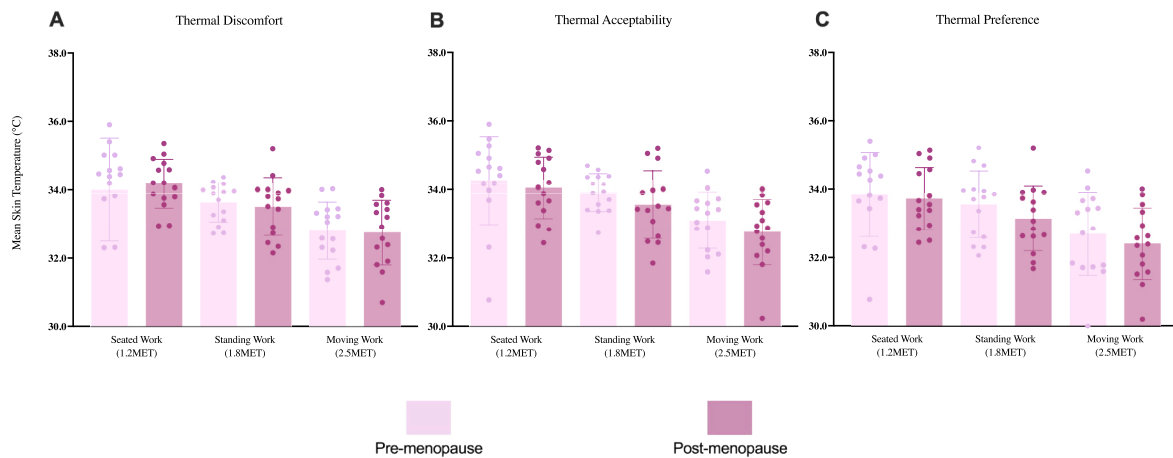 A
Thermal Discomfort
B
Thermal Acceptability
C
Thermal Preference
Mean Skin Temperature (°C)
38.0
36.0
34.0
32.0
30.0
Seated Work
(1.2MET)
Standing Work
(1.8MET)
Moving Work
(2.5MET)
38.0
36.0
34.0
32.0
30.0
Seated Work
(1.2MET)
Standing Work
(1.8MET)
Moving Work
(2.5MET)
38.0
36.0
34.0
32.0
30.0
Seated Work
(1.2MET)
Standing Work
(1.8MET)
Moving Work
(2.5MET)
Pre-menopause
Post-menopause